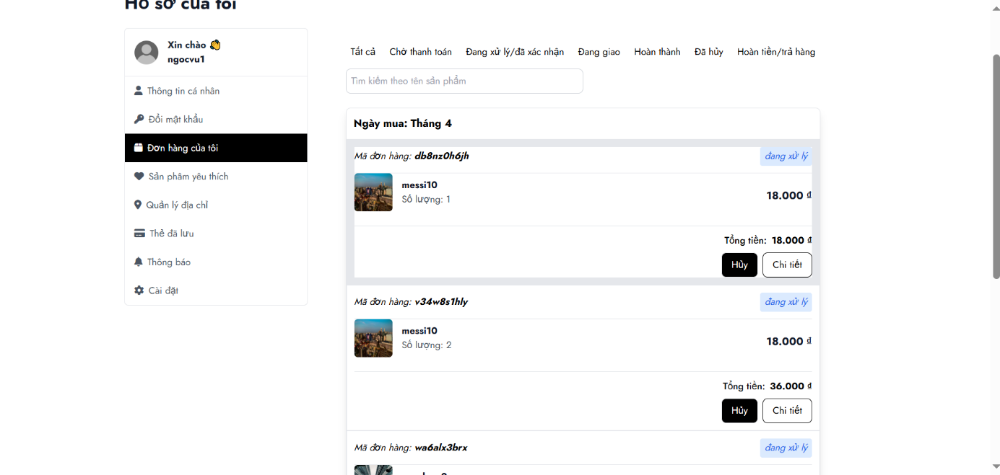 Hồ sơ của tôi
Xin chào 👏
ngocvu1
Thông tin cá nhân
Đổi mật khẩu
Đơn hàng của tôi
Sản phẩm yêu thích
Quản lý địa chỉ
Thẻ đã lưu
Thông báo
Cài đặt
Tất cả Chờ thanh toán Đang xử lý/đã xác nhận Đang giao Hoàn thành Đã hủy Hoàn tiền/trả hàng
Tìm kiếm theo tên sản phẩm
Ngày mua: Tháng 4
Mã đơn hàng: db8nz0h6jh đang xử lý
messi10
Số lượng: 1
18.000 ₫
Tổng tiền: 18.000 ₫
Hủy Chi tiết
Mã đơn hàng: v34w8s1hly đang xử lý
messi10
Số lượng: 2
18.000 ₫
Tổng tiền: 36.000 ₫
Hủy Chi tiết
Mã đơn hàng: wa6alx3brx đang xử lý